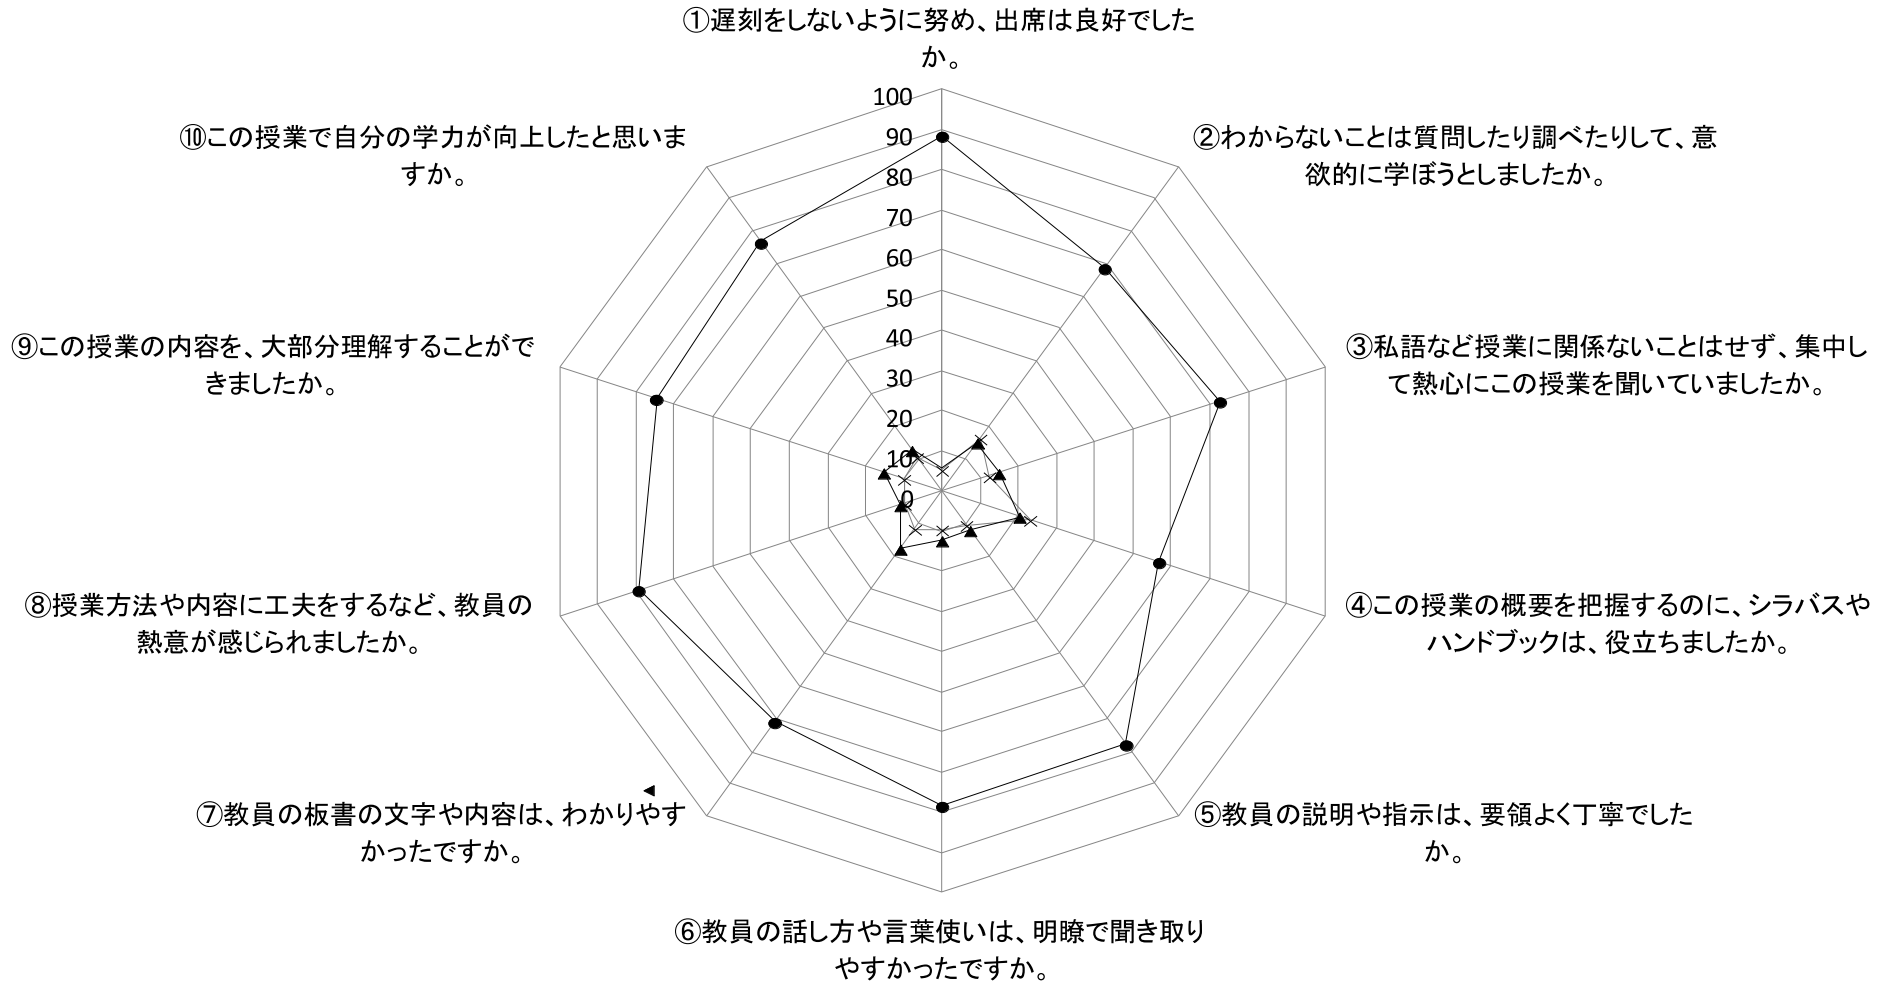 ①遅刻をしないように努め、出席は良好でした
か。
⑩この授業で自分の学力が向上したと思いま
すか。
②わからないことは質問したり調べたりして、意
欲的に学ぼうとしましたか。
100
90
80
70
60
50
40
30
20
10
0
⑨この授業の内容を、大部分理解することがで
きましたか。
③私語など授業に関係ないことはせず、集中し
て熱心にこの授業を聞いていましたか。
⑧授業方法や内容に工夫をするなど、教員の
熱意が感じられましたか。
④この授業の概要を把握するのに、シラバスや
ハンドブックは、役立ちましたか。
⑦教員の板書の文字や内容は、わかりやす
かったですか。
⑤教員の説明や指示は、要領よく丁寧でした
か。
⑥教員の話し方や言葉使いは、明瞭で聞き取り
やすかったですか。